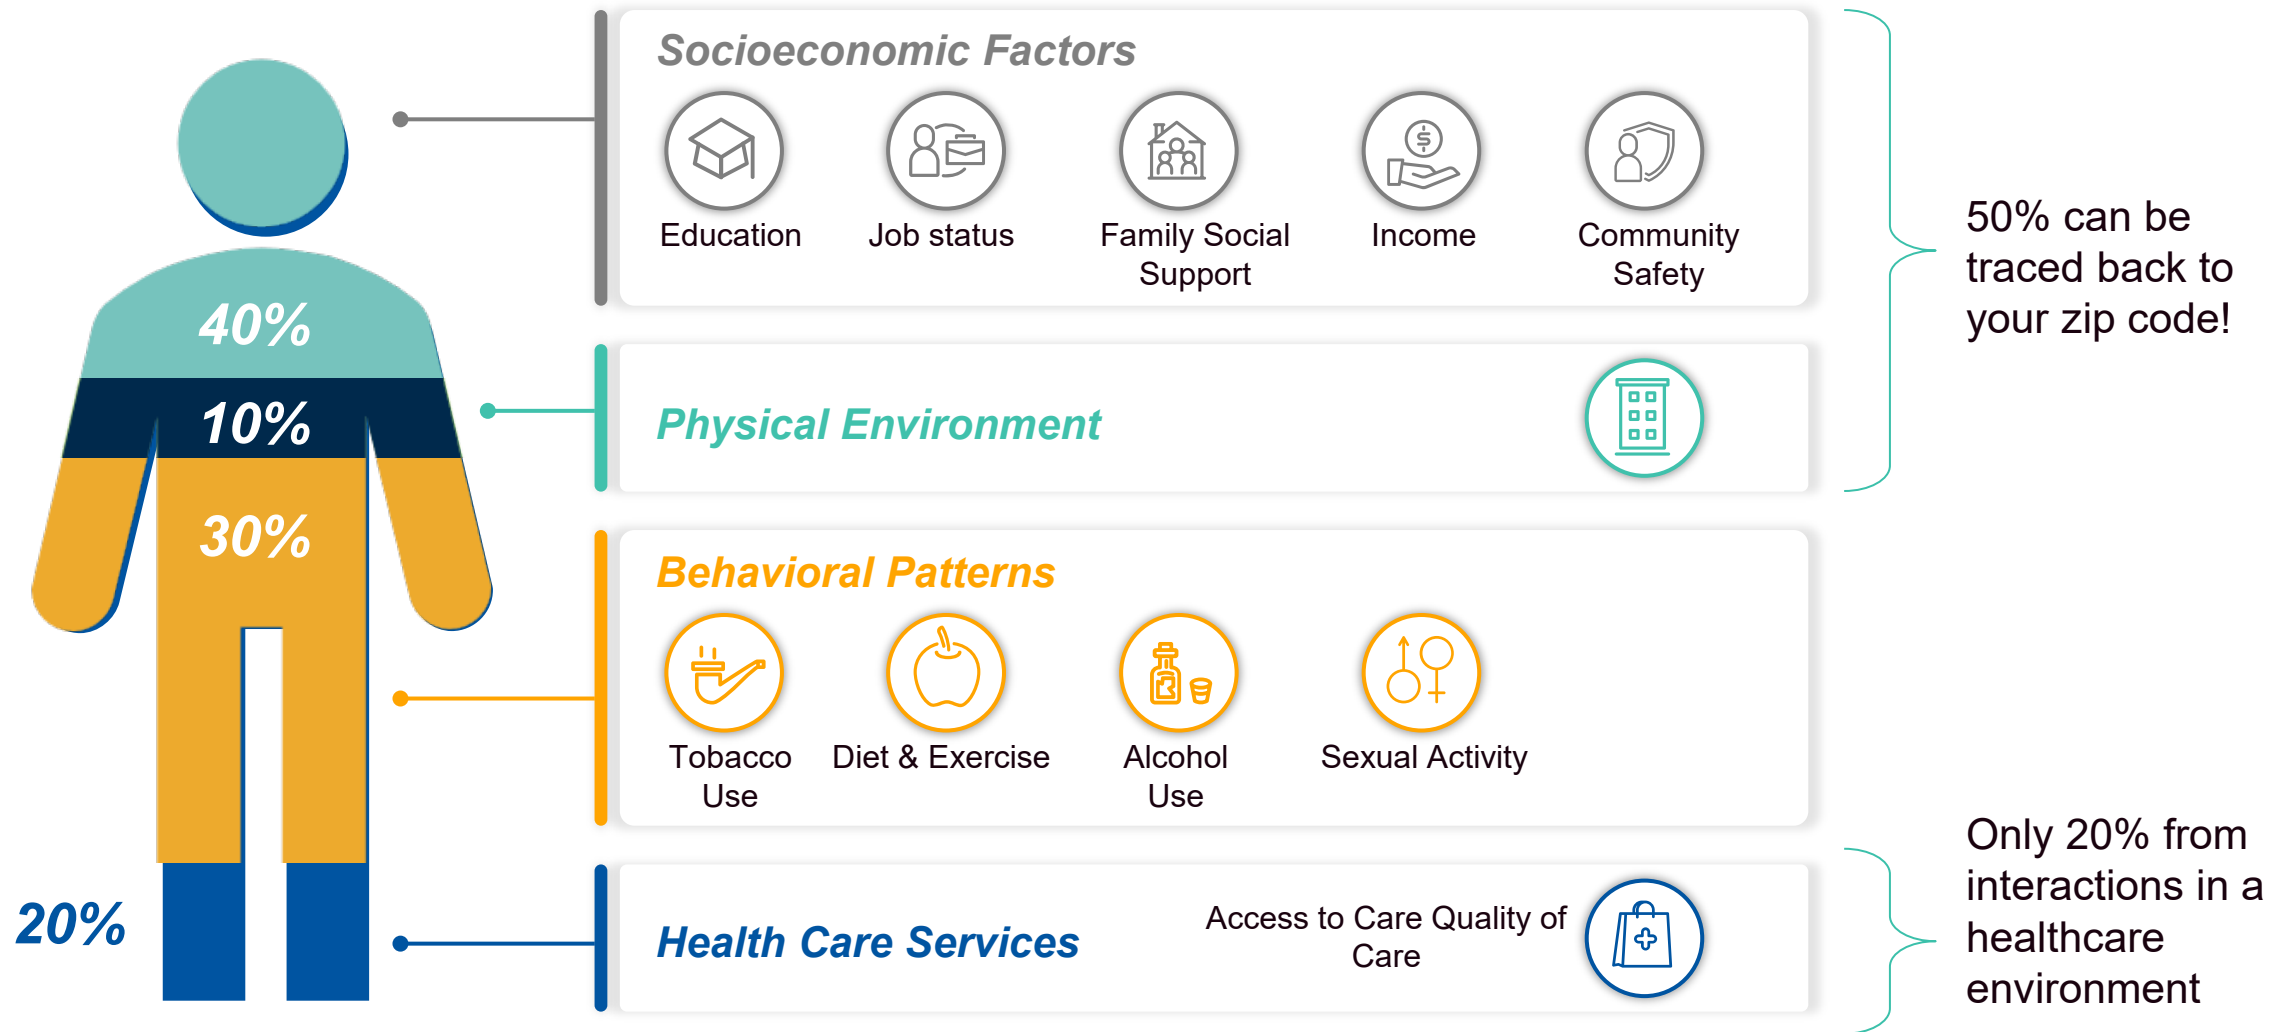 Socioeconomic Factors
Education
Job status
Family Social
Support
Income
Community
Safety
40%
10%
30%
20%
50% can be
traced back to
your zip code!
Physical Environment
Behavioral Patterns
Tobacco
Use
Diet & Exercise
Alcohol
Use
Sexual Activity
Health Care Services
Access to Care Quality of
Care
Only 20% from
interactions in a
healthcare
environment